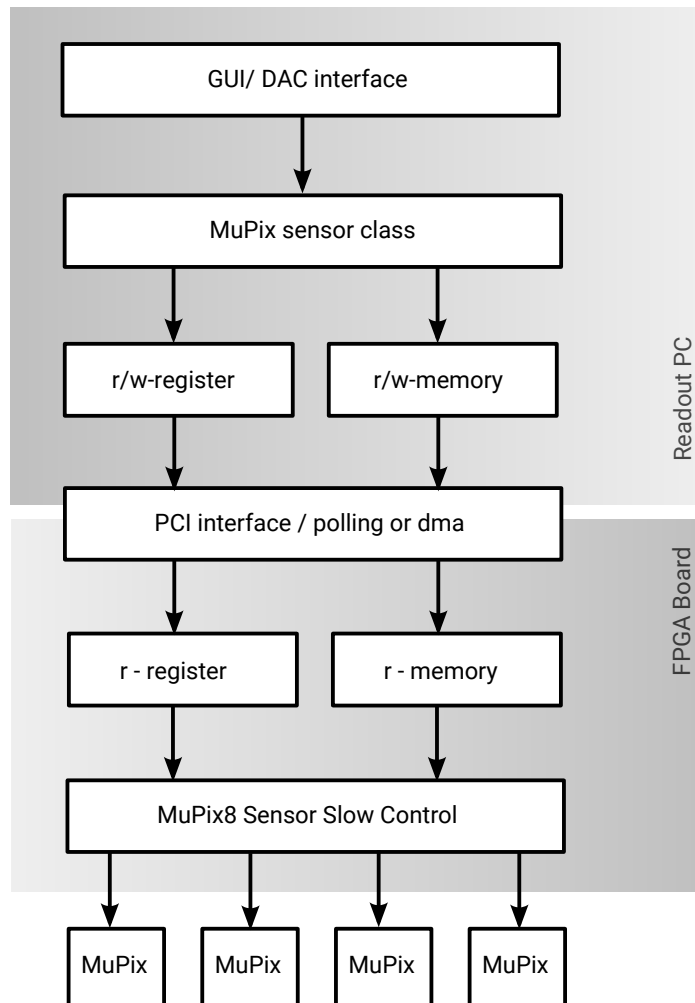 GUI/ DAC interface
MuPix sensor class
r/w-register
r/w-memory
Readout PC
PCI interface / polling or dma
FPGA Board
r - register
r - memory
MuPix8 Sensor Slow Control
MuPix
MuPix
MuPix
MuPix